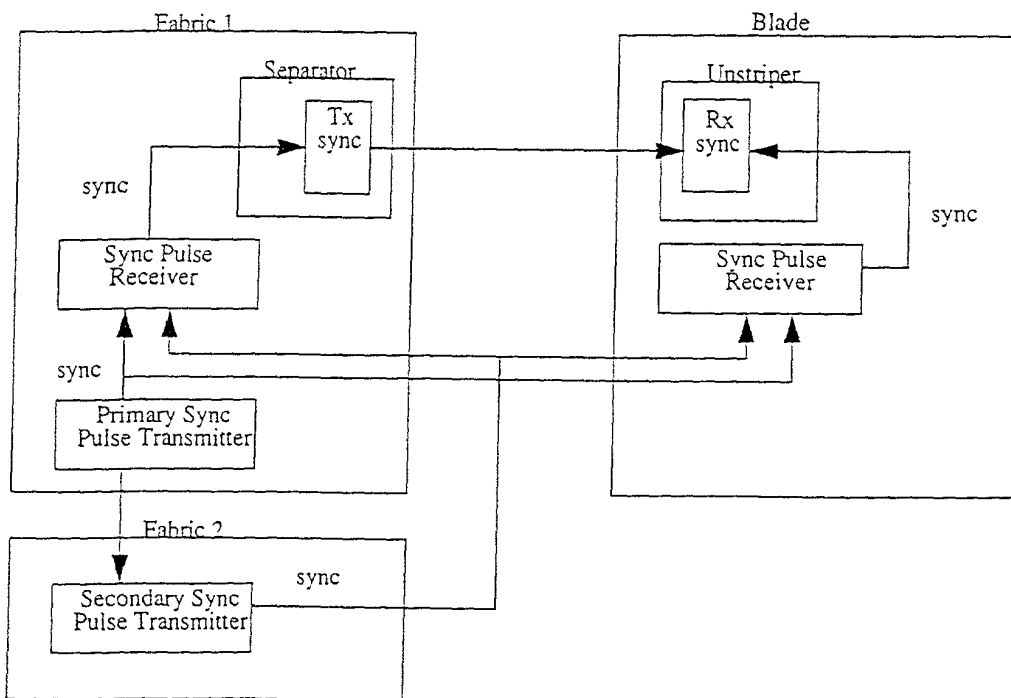 Fabric 1
Blade
Separator
Unstriper
Tx
sync
Rx
sync
sync
sync
Sync Pulse
Receiver
Sync Pulse
Receiver
sync
Primary Sync
Pulse Transmitter
Fabric 2
sync
Secondary Sync
Pulse Transmitter